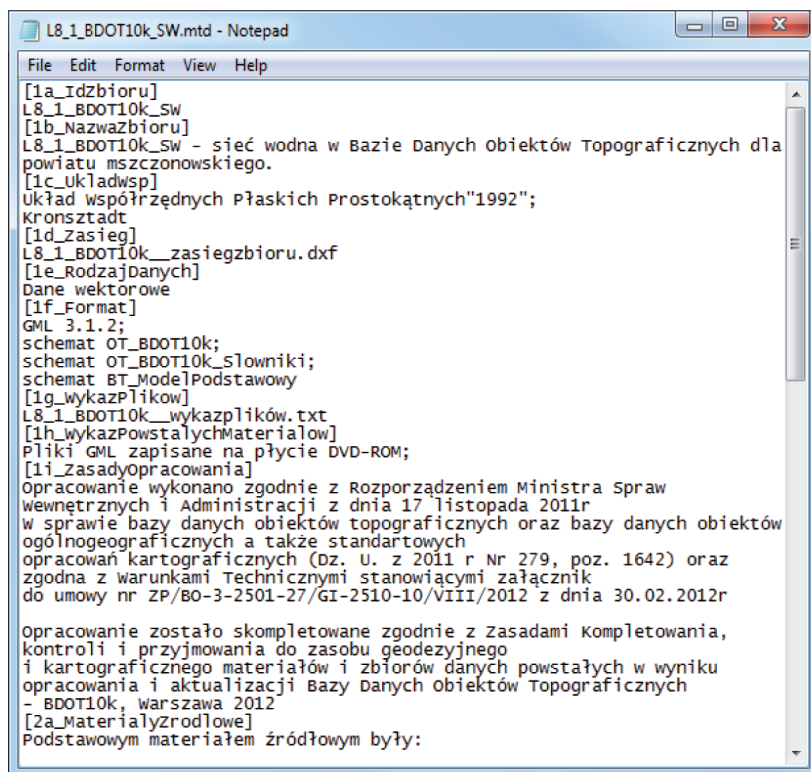 L8_1_BDOT10k_SW.mtd - Notepad
File Edit Format View Help
[1a_IdZbioru]
L8_1_BDOT10k_SW
[1b_NazwaZbioru]
L8_1_BDOT10k_SW - sieć wodna w Bazie Danych Obiektów Topograficznych dla
powiatu mszczonowskiego.
[1c_UkladWsp]
Układ Współrzędnych Płaskich Prostokątnych"1992";
Kronsztadt
[1d_Zasieg]
L8_1_BDOT10k__zasiegzbioru.dxf
[1e_RodzajDanych]
Dane wektorowe
[1f_Format]
GML 3.1.2;
schemat OT_BDOT10k;
schemat OT_BDOT10k_Slowniki;
schemat BT_ModelPodstawowy
[1g_WykazPlikow]
L8_1_BDOT10k__wykazplików.txt
[1h_WykazPowstalychMaterialow]
Pliki GML zapisane na płycie DVD-ROM;
[1i_ZasadyOpracowania]
Opracowanie wykonano zgodnie z Rozporządzeniem Ministra Spraw
Wewnętrznych i Administracji z dnia 17 listopada 2011r
w sprawie bazy danych obiektów topograficznych oraz bazy danych obiektów
ogólnogeograficznych a także standartowych
opracowań kartograficznych (Dz. U. z 2011 r Nr 279, poz. 1642) oraz
zgodna z Warunkami Technicznymi stanowiącymi załącznik
do umowy nr ZP/BO-3-2501-27/GI-2510-10/VIII/2012 z dnia 30.02.2012r
Opracowanie zostało skompletowane zgodnie z Zasadami Kompletowania,
kontroli i przyjmowania do zasobu geodezyjnego
i kartograficznego materiałów i zbiorów danych powstałych w wyniku
opracowania i aktualizacji Bazy Danych Obiektów Topograficznych
- BDOT10k, Warszawa 2012
[2a_MaterialyZrodlowe]
Podstawowym materiałem źródłowym były: